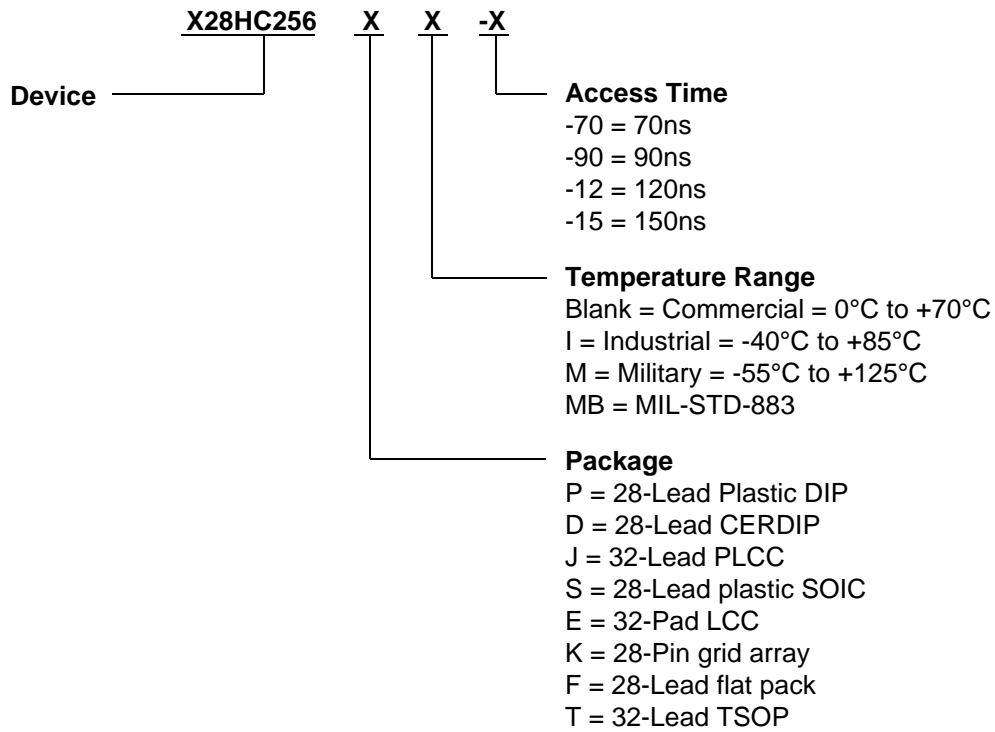 X28HC256 X X -X
Device
Access Time
-70 = 70ns
-90 = 90ns
-12 = 120ns
-15 = 150ns
Temperature Range
Blank = Commercial = 0°C to +70°C
I = Industrial = -40°C to +85°C
M = Military = -55°C to +125°C
MB = MIL-STD-883
Package
P = 28-Lead Plastic DIP
D = 28-Lead CERDIP
J = 32-Lead PLCC
S = 28-Lead plastic SOIC
E = 32-Pad LCC
K = 28-Pin grid array
F = 28-Lead flat pack
T = 32-Lead TSOP